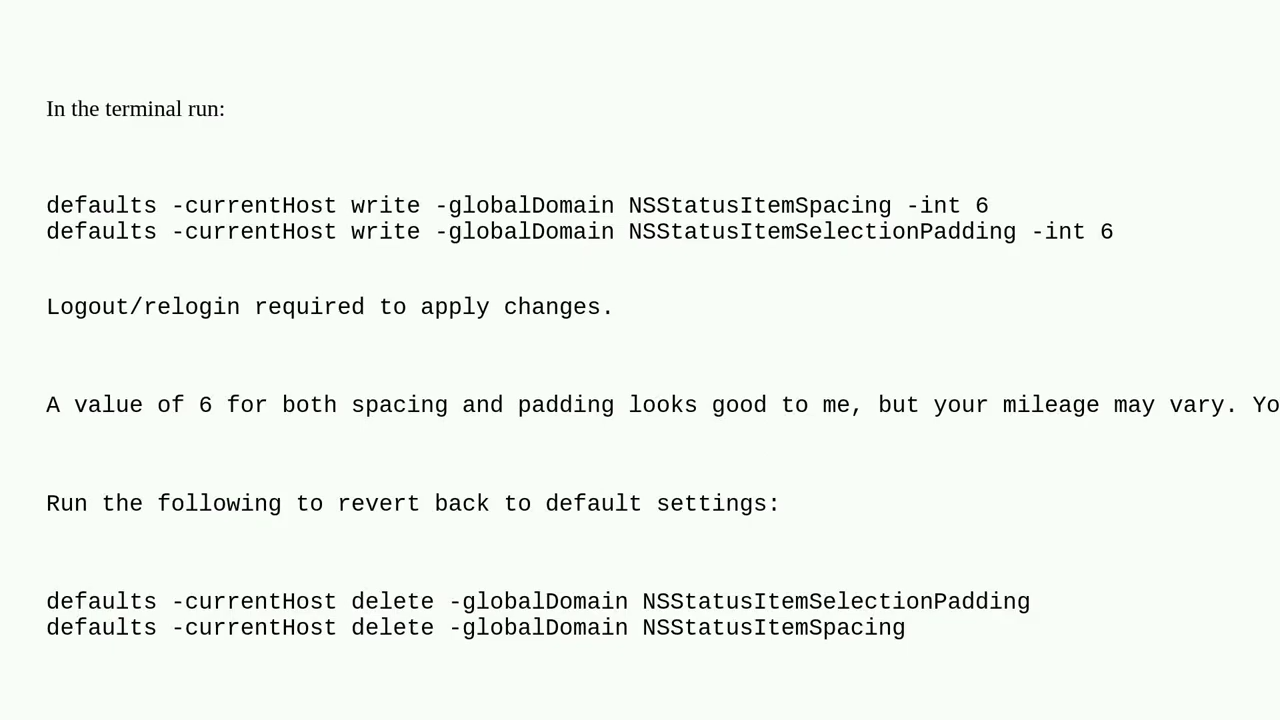 In the terminal run:
defaults -currentHost write -globalDomain NSStatusItemSpacing -int 6
defaults -currentHost write -globalDomain NSStatusItemSelectionPadding -int 6
Logout/relogin required to apply changes.
A value of 6 for both spacing and padding looks good to me, but your mileage may vary. Yo
Run the following to revert back to default settings:
defaults -currentHost delete -globalDomain NSStatusItemSelectionPadding
defaults -currentHost delete -globalDomain NSStatusItemSpacing